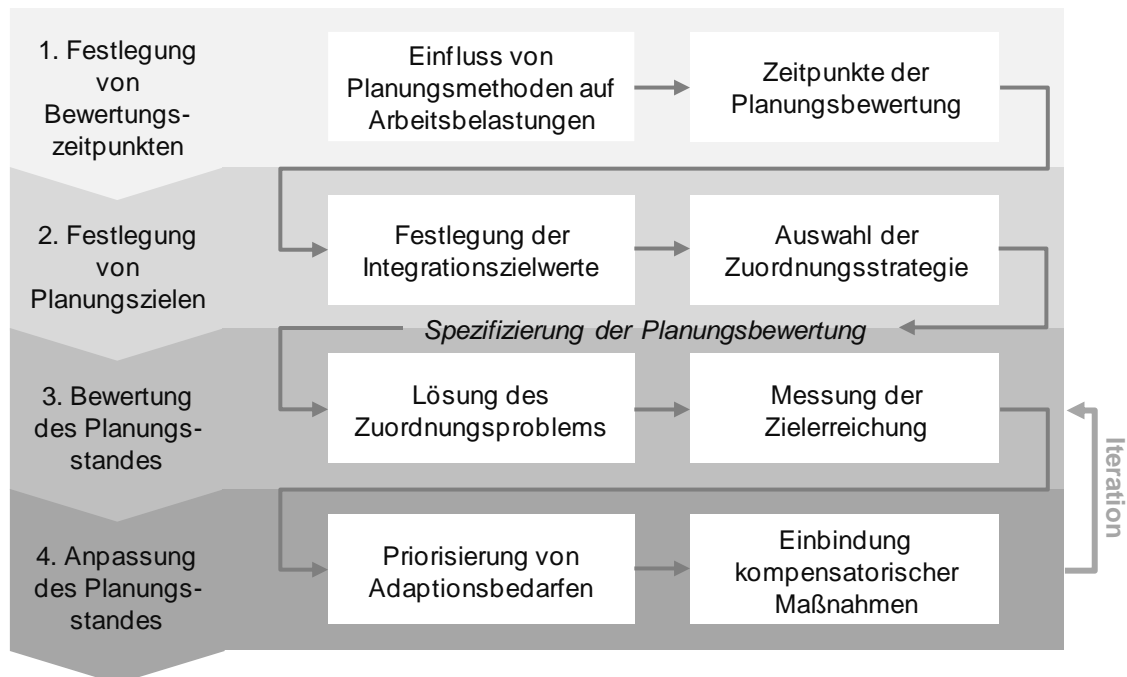 1. Festlegung
von
Bewertungs-
zeitpunkten
Einfluss von
Planungsmethoden auf
Arbeitsbelastungen
Zeitpunkte der
Planungsbewertung
2. Festlegung
von
Planungszielen
Festlegung der
Integrationszielwerte
Auswahl der
Zuordnungsstrategie
Spezifizierung der Planungsbewertung
3. Bewertung
des Planungs-
standes
Lösung des
Zuordnungsproblems
Messung der
Zielerreichung
Iteration
4. Anpassung
des Planungs-
standes
Priorisierung von
Adaptionsbedarfen
Einbindung
kompensatorischer
Maßnahmen